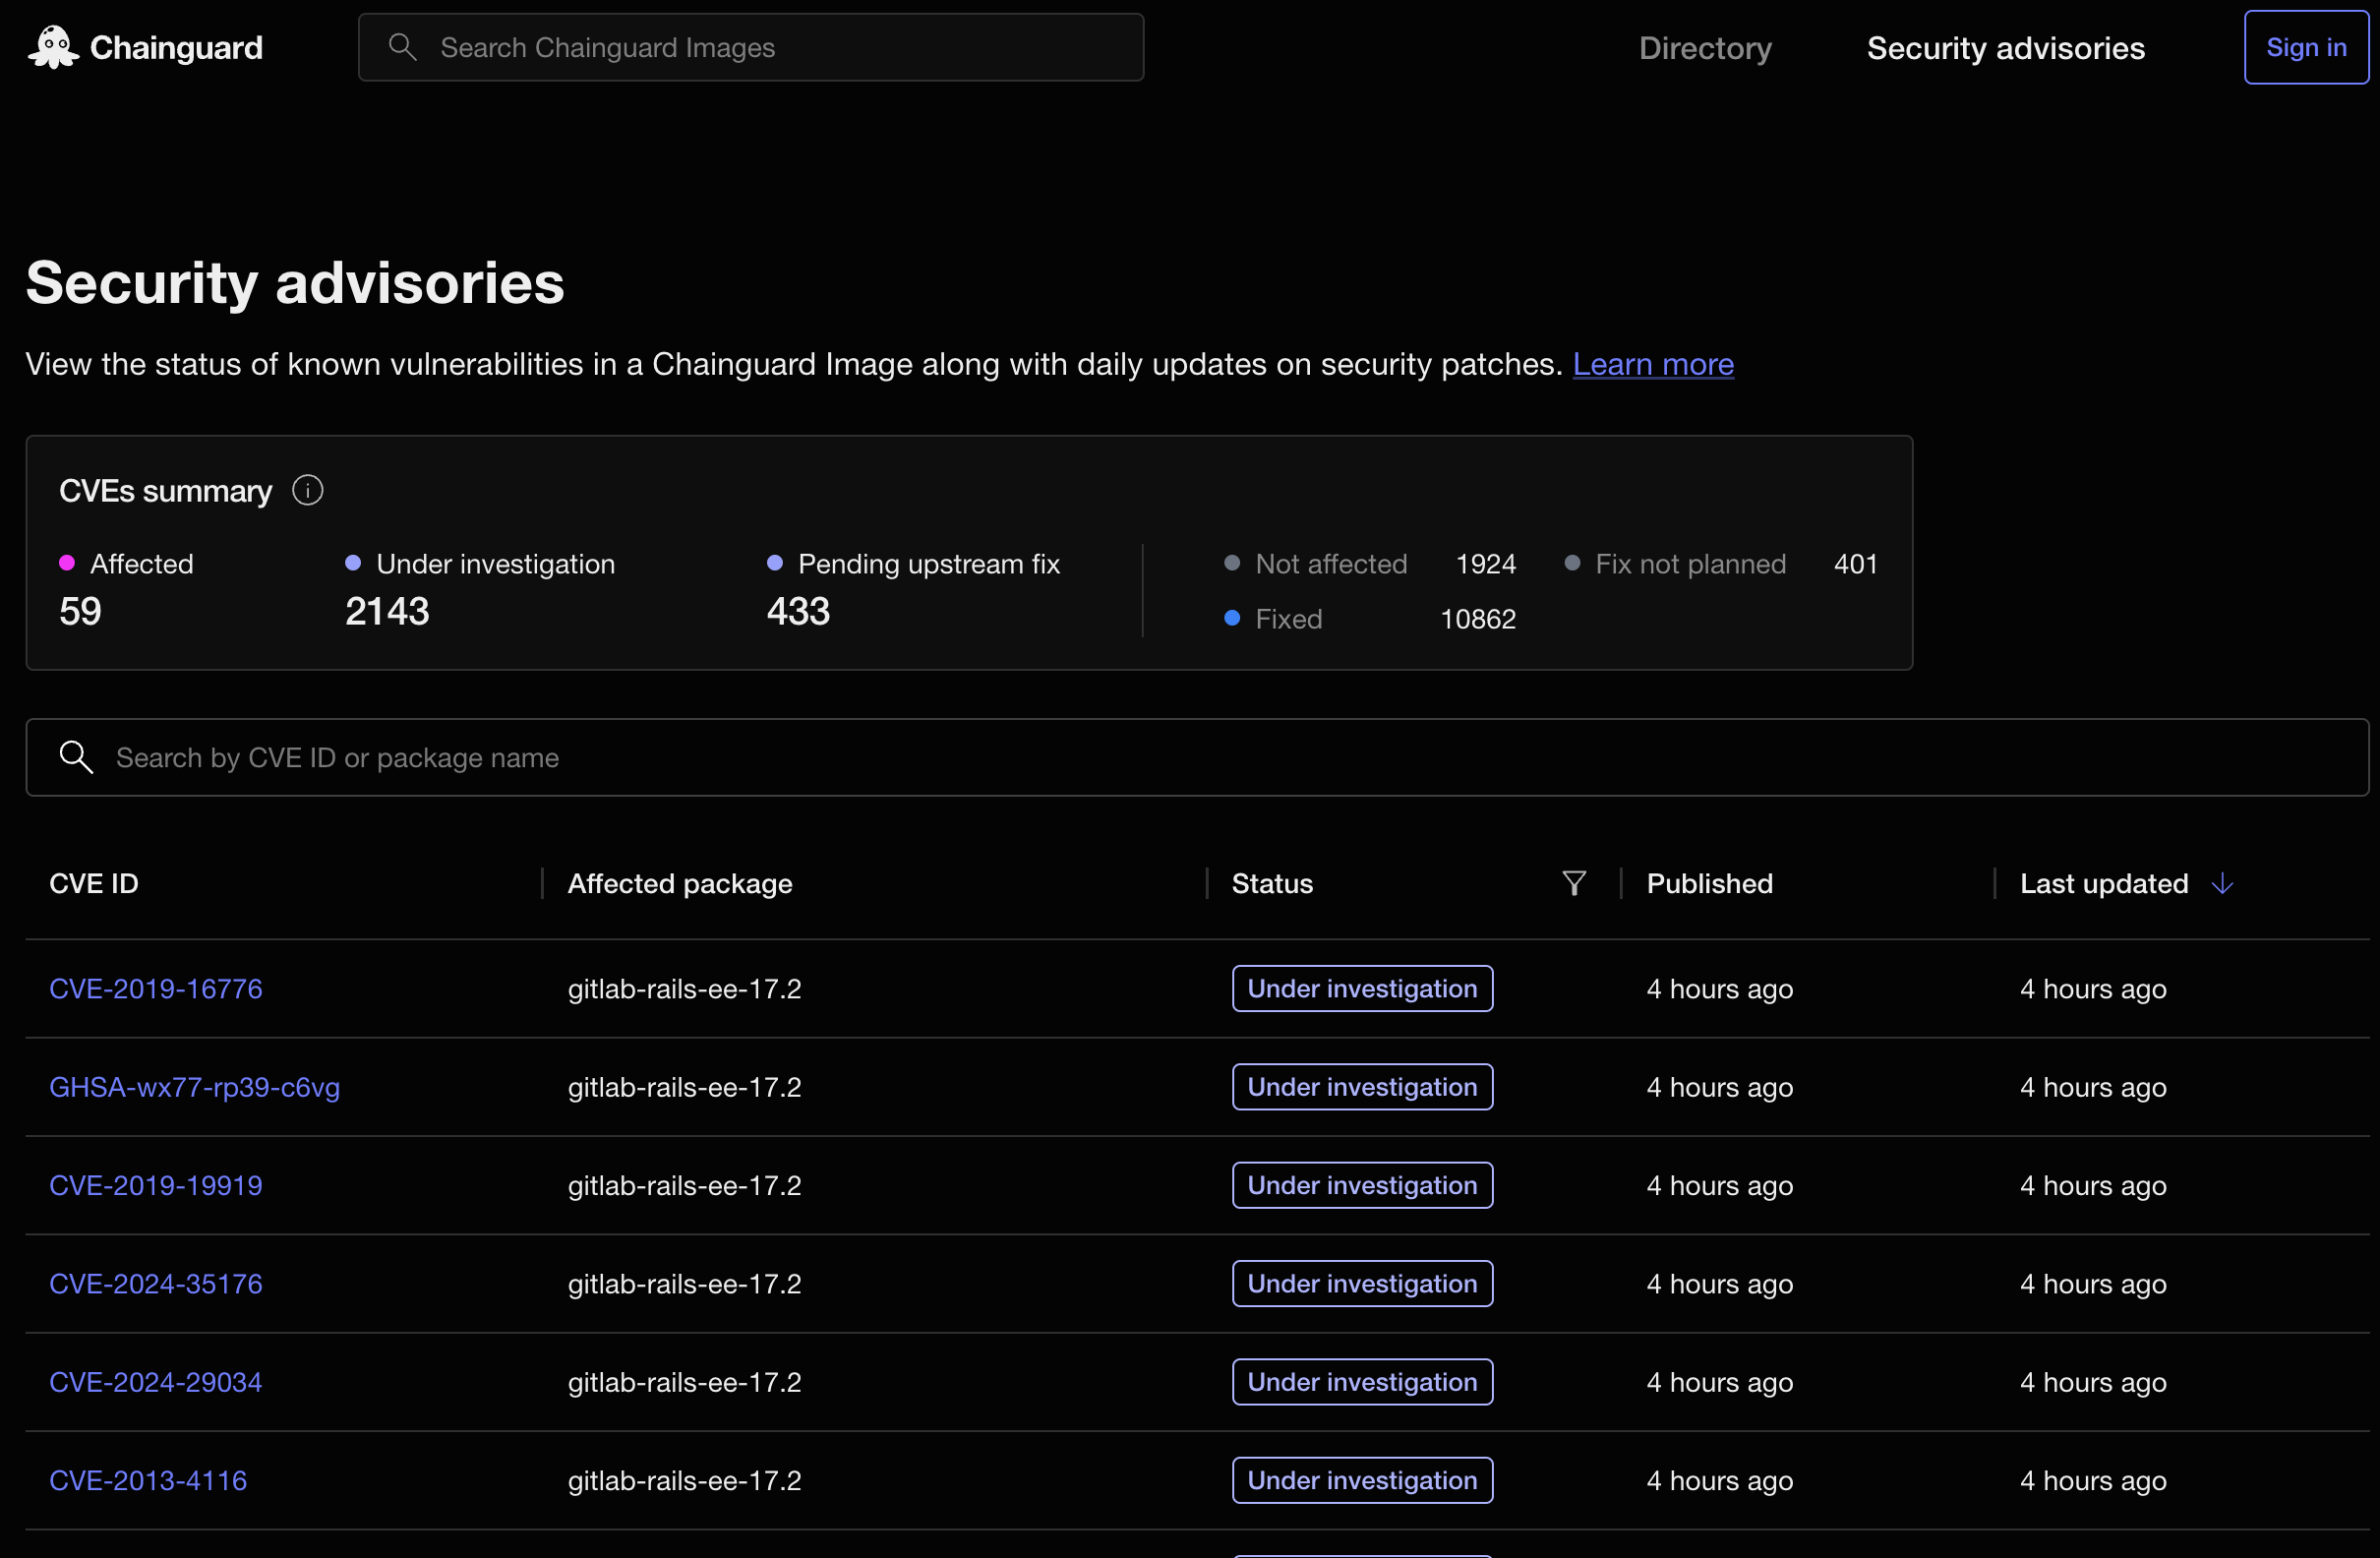 Chainguard
Search Chainguard Images
Directory
Security advisories
Sign in
Security advisories
View the status of known vulnerabilities in a Chainguard Image along with daily updates on security patches. Learn more
CVEs summary
Affected
59
Under investigation
2143
Pending upstream fix
433
Not affected 1924
Fix not planned 401
Fixed 10862
Search by CVE ID or package name
CVE ID Affected package Status Published Last updated
CVE-2019-16776 gitlab-rails-ee-17.2 Under investigation 4 hours ago 4 hours ago
GHSA-wx77-rp39-c6vg gitlab-rails-ee-17.2 Under investigation 4 hours ago 4 hours ago
CVE-2019-19919 gitlab-rails-ee-17.2 Under investigation 4 hours ago 4 hours ago
CVE-2024-35176 gitlab-rails-ee-17.2 Under investigation 4 hours ago 4 hours ago
CVE-2024-29034 gitlab-rails-ee-17.2 Under investigation 4 hours ago 4 hours ago
CVE-2013-4116 gitlab-rails-ee-17.2 Under investigation 4 hours ago 4 hours ago